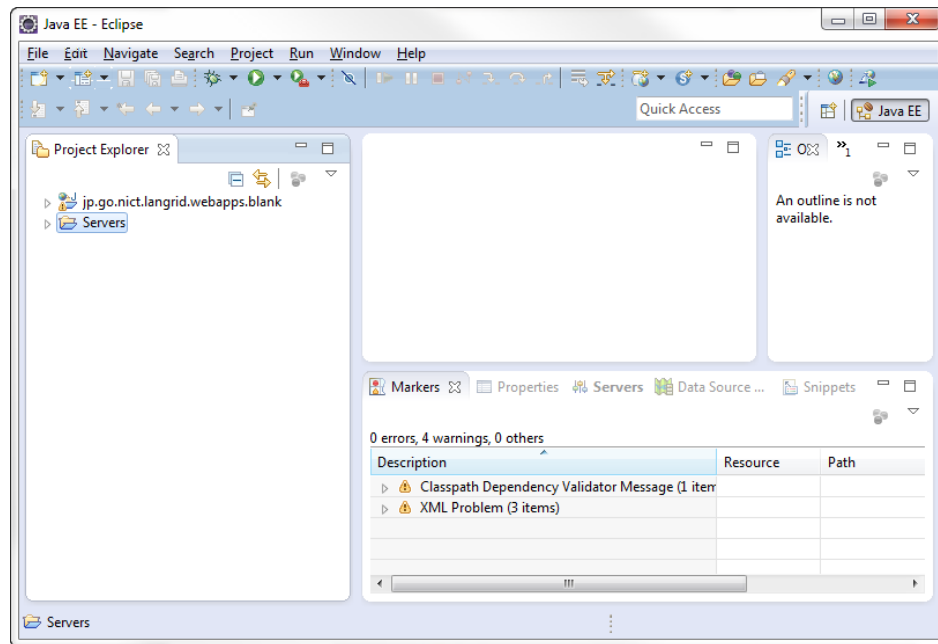 Java EE - Eclipse
File Edit Navigate Search Project Run Window Help
Quick Access
Java EE
Project Explorer
jp.go.nict.langrid.webapps.blank
Servers
O
»1
An outline is not
available.
Markers Properties Servers Data Source ... Snippets
0 errors, 4 warnings, 0 others
Description Resource Path
Classpath Dependency Validator Message (1 item
XML Problem (3 items)
Servers